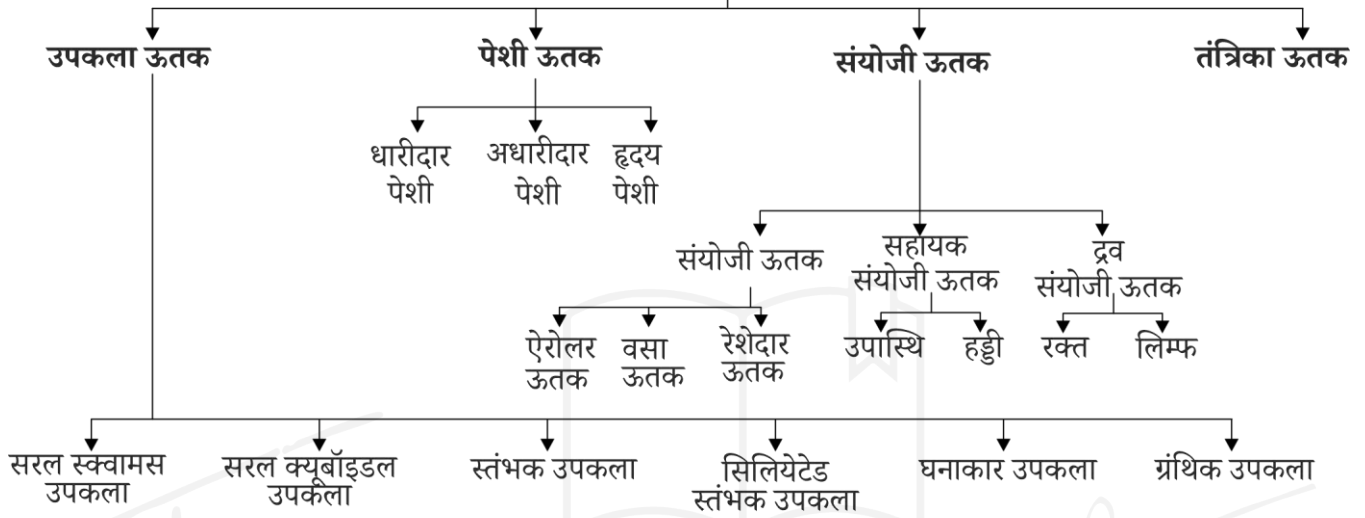 उपकला ऊतक
पेशी ऊतक
संयोजी ऊतक
तंत्रिका ऊतक
धारीदार
पेशी
अधारीदार
पेशी
हृदय
पेशी
संयोजी ऊतक
सहायक
संयोजी ऊतक
द्रव
संयोजी ऊतक
ऐरोलर
ऊतक
वसा
ऊतक
रेशेदार
ऊतक
उपास्थि
हड्डी
रक्त
लिम्फ
सरल स्क्वामस
उपकला
सरल क्यूबॉइडल
उपकला
स्तंभक उपकला
सिलियेटेड
स्तंभक उपकला
घनाकार उपकला
ग्रंथिक उपकला